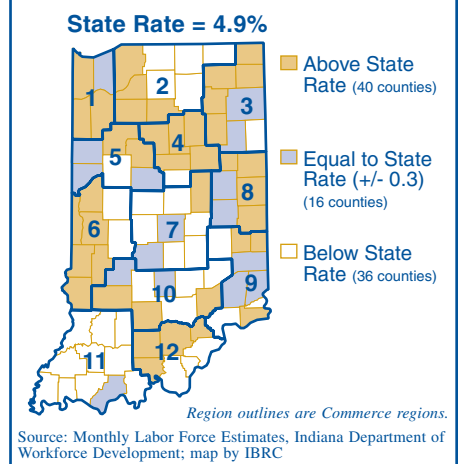 State Rate = 4.9%
Above State
Rate (40 counties)
Equal to State
Rate (+/- 0.3)
(16 counties)
Below State
Rate (36 counties)
1
2
3
4
5
6
7
8
9
10
11
12
Region outlines are Commerce regions.
Source: Monthly Labor Force Estimates, Indiana Department of
Workforce Development; map by IBRC